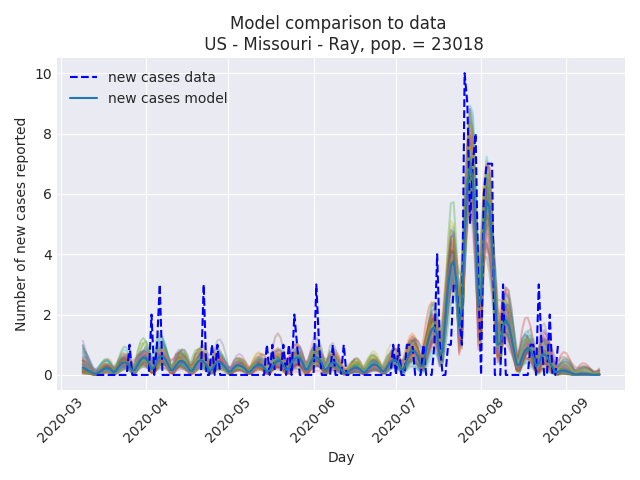 Model comparison to data
US - Missouri - Ray, pop. = 23018
new cases data
new cases model
Number of new cases reported
10
8
6
4
2
0
2020-03
2020-04
2020-05
2020-06
2020-07
2020-08
2020-09
Day